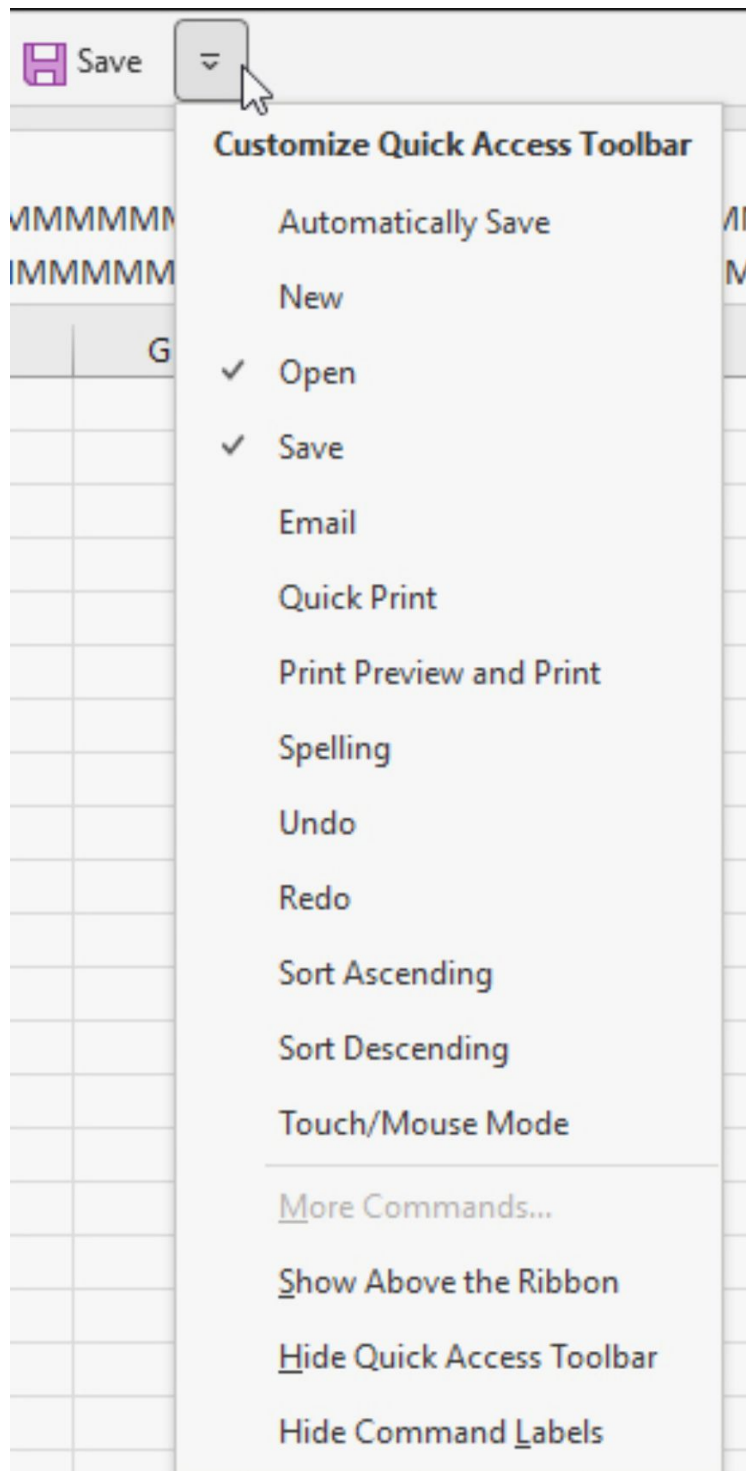 Save
Customize Quick Access Toolbar
Automatically Save
New
G
Open
Save
Email
Quick Print
Print Preview and Print
Spelling
Undo
Redo
Sort Ascending
Sort Descending
Touch/Mouse Mode
More Commands...
Show Above the Ribbon
Hide Quick Access Toolbar
Hide Command Labels